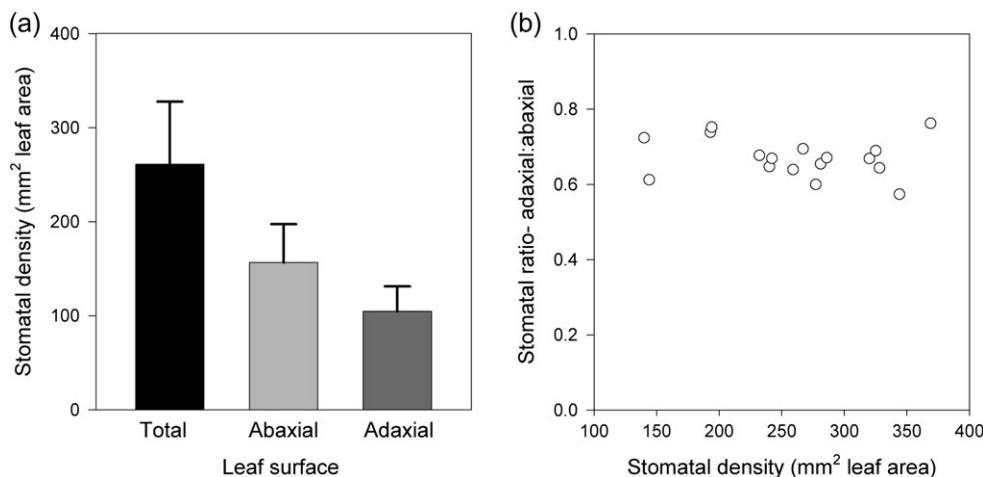 (a)
Stomatal density (mm² leaf area)
400
300
200
100
0
Total Abaxial Adaxial
Leaf surface
(b)
Stomatal ratio- adaxial:abaxial
1.0
0.8
0.6
0.4
0.2
0.0
100 150 200 250 300 350 400
Stomatal density (mm² leaf area)